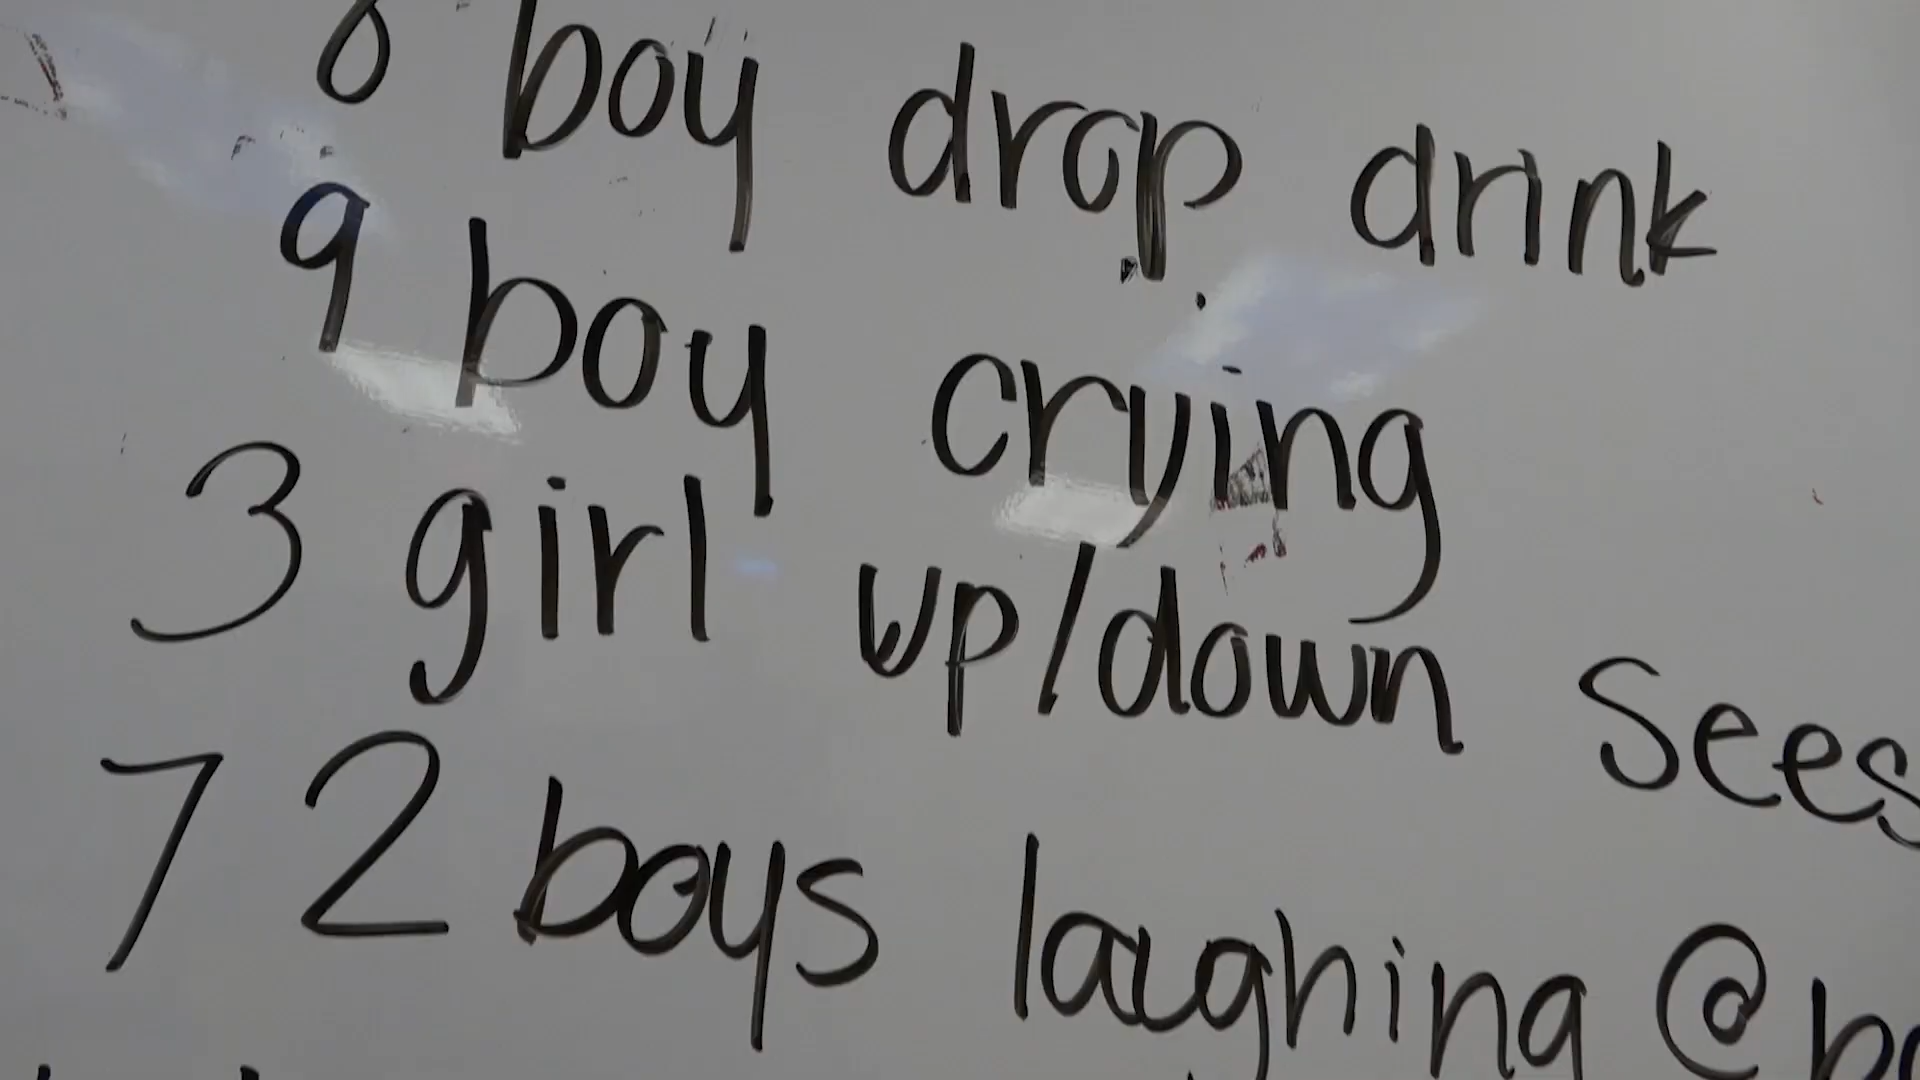 boy drop drink
9 boy crying
3 girl up/down
7 2 boys laughing @